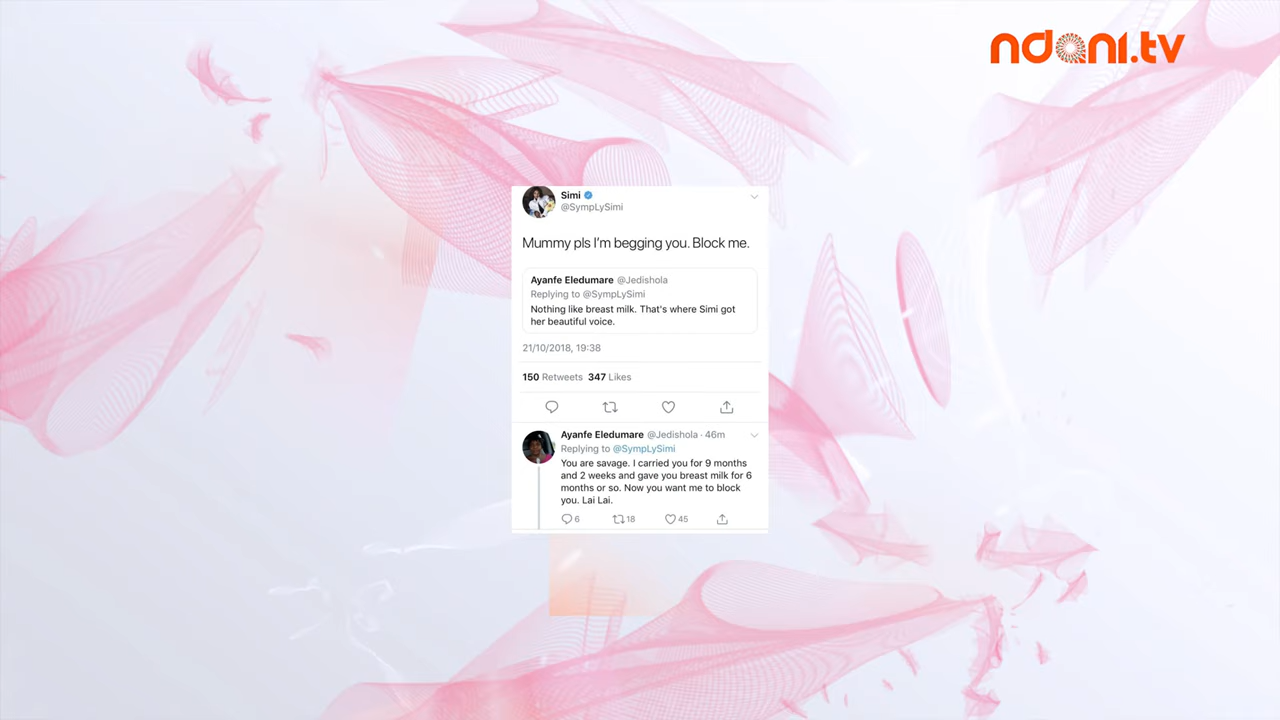 ndani.tv
Simi
@SympLySimi
Mummy pls I'm begging you. Block me.
Ayanfe Eledumare @Jedishola
Replying to @SympLySimi
Nothing like breast milk. That's where Simi got
her beautiful voice.
21/10/2018, 19:38
150 Retweets 347 Likes
Ayanfe Eledumare @Jedishola · 46m
Replying to @SympLySimi
You are savage. I carried you for 9 months
and 2 weeks and gave you breast milk for 6
months or so. Now you want me to block
you. Lai Lai.
6 18 45